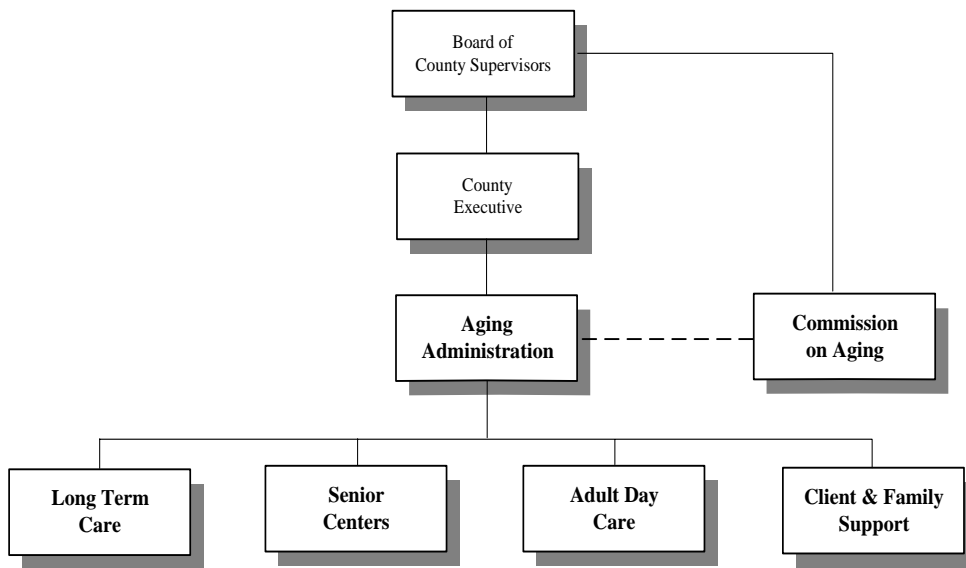 Board of
County Supervisors
County
Executive
Aging
Administration
Commission
on Aging
Long Term
Care
Senior
Centers
Adult Day
Care
Client & Family
Support